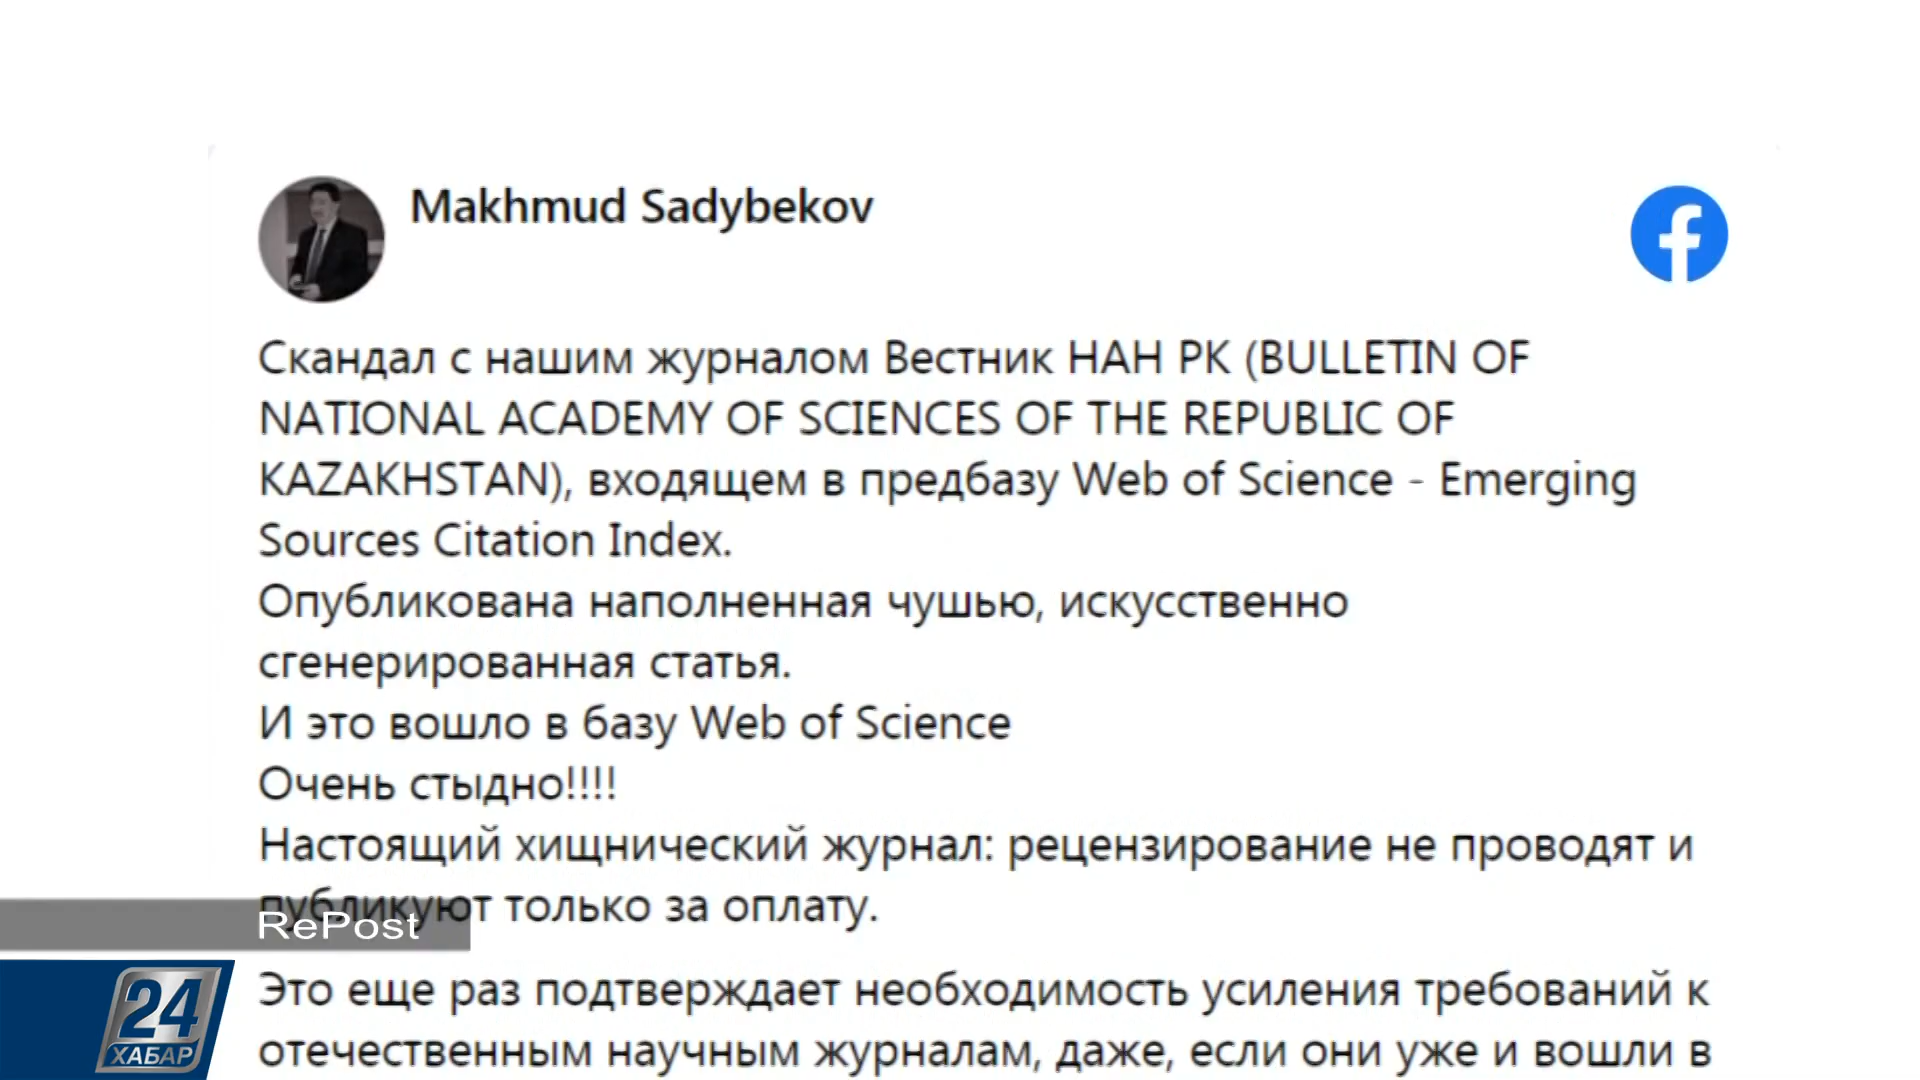 Makhmud Sadybekov
Скандал с нашим журналом Вестник НАН РК (BULLETIN OF
NATIONAL ACADEMY OF SCIENCES OF THE REPUBLIC OF
KAZAKHSTAN), входящем в предбазу Web of Science - Emerging
Sources Citation Index.
Опубликована наполненная чушью, искусственно
сгенерированная статья.
И это вошло в базу Web of Science
Очень стыдно!!!!
Настоящий хищнический журнал: рецензирование не проводят и
публикуют только за оплату.
RePost
Это еще раз подтверждает необходимость усиления требований к
отечественным научным журналам, даже, если они уже и вошли в
24
ХАБАР